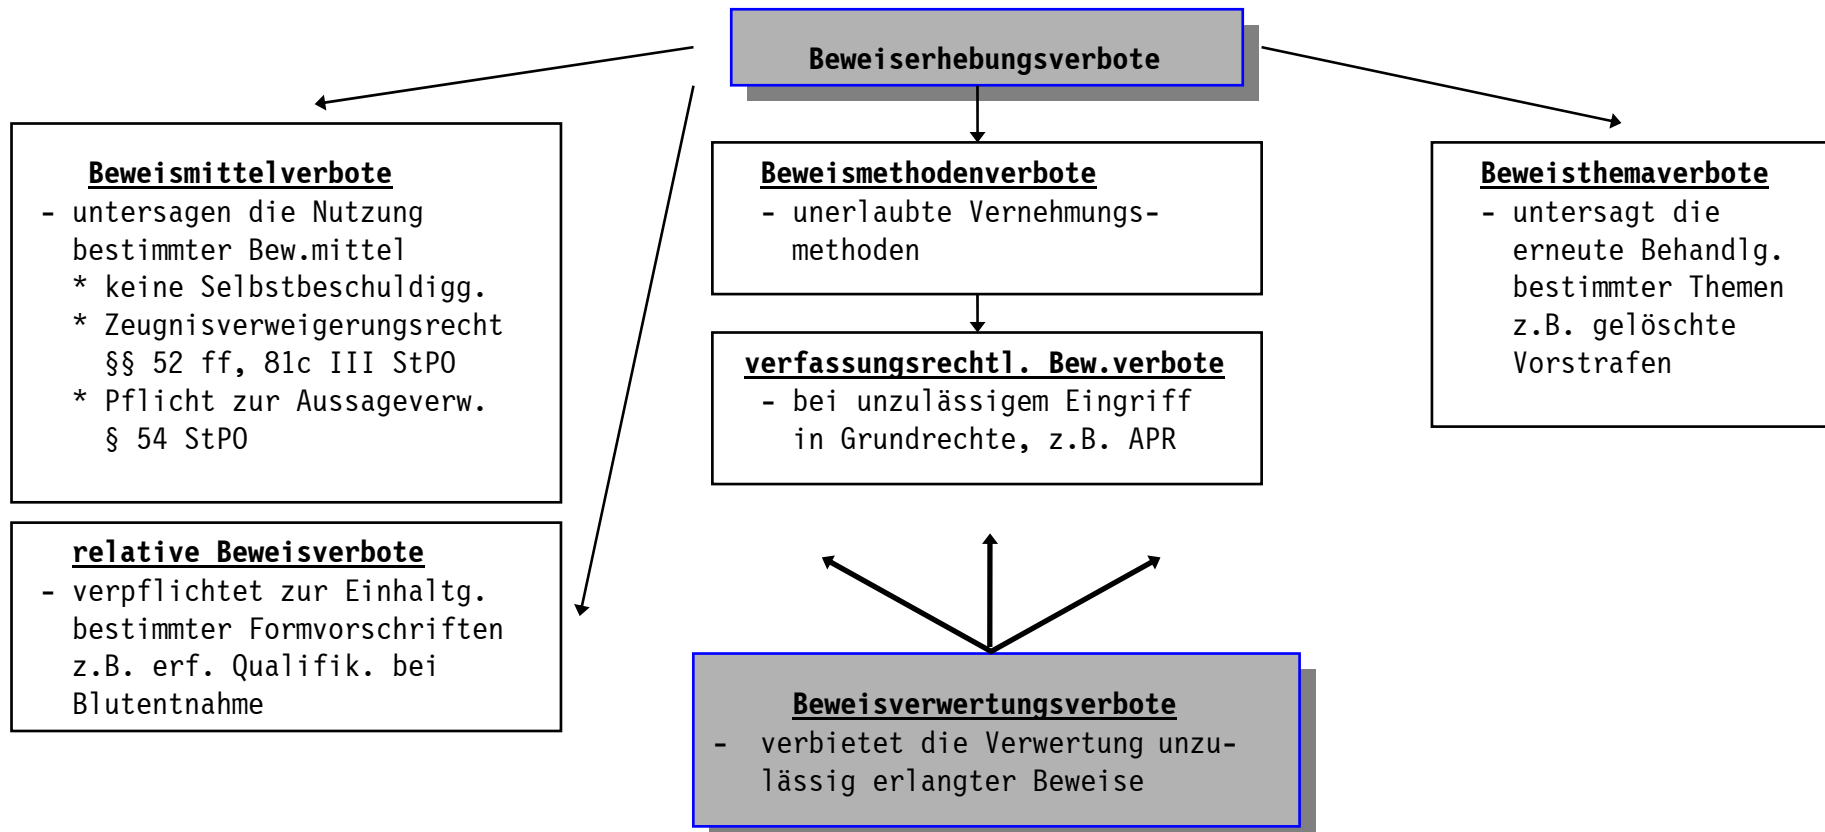 Beweiserhebungsverbote
Beweismittelverbote
- untersagen die Nutzung
bestimmter Bew.mittel
* keine Selbstbeschuldigg.
* Zeugnisverweigerungsrecht
§§ 52 ff, 81c III StPO
* Pflicht zur Aussageverw.
§ 54 StPO
relative Beweisverbote
- verpflichtet zur Einhaltg.
bestimmter Formvorschriften
z.B. erf. Qualifik. bei
Blutentnahme
Beweismethodenverbote
- unerlaubte Vernehmungs-
methoden
verfassungsrechtl. Bew.verbote
- bei unzulässigem Eingriff
in Grundrechte, z.B. APR
Beweisthemaverbote
- untersagt die
erneute Behandlg.
bestimmter Themen
z.B. gelöschte
Vorstrafen
Beweisverwertungsverbote
- verbietet die Verwertung unzu-
lässig erlangter Beweise